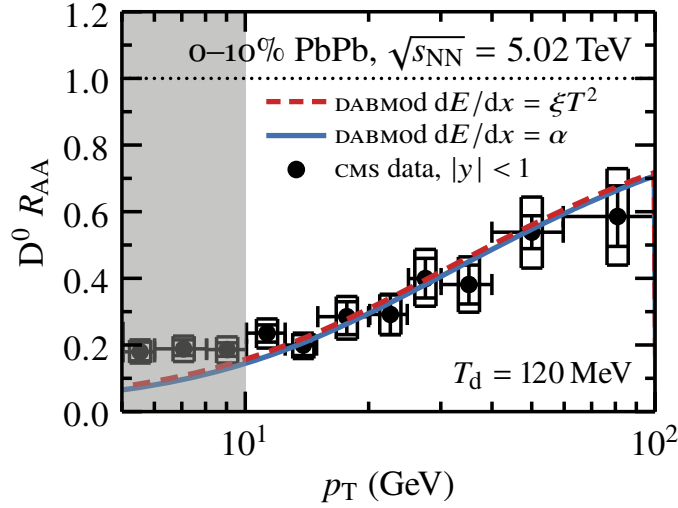 0–10% PbPb, √sNN = 5.02 TeV
DABMOD dE/dx = ξT²
DABMOD dE/dx = α
CMS data, |y| < 1
Td = 120 MeV
D⁰ RAA
1.2
1.0
0.8
0.6
0.4
0.2
0.0
10¹
10²
pT (GeV)